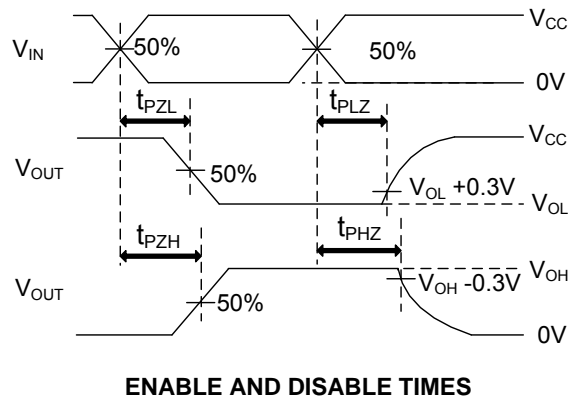 V_CC
V_IN
50%
50%
0V
t_PZL
t_PLZ
V_CC
V_OUT
50%
V_OL +0.3V
V_OL
t_PZH
t_PHZ
V_OH
V_OUT
V_OH -0.3V
50%
0V
ENABLE AND DISABLE TIMES